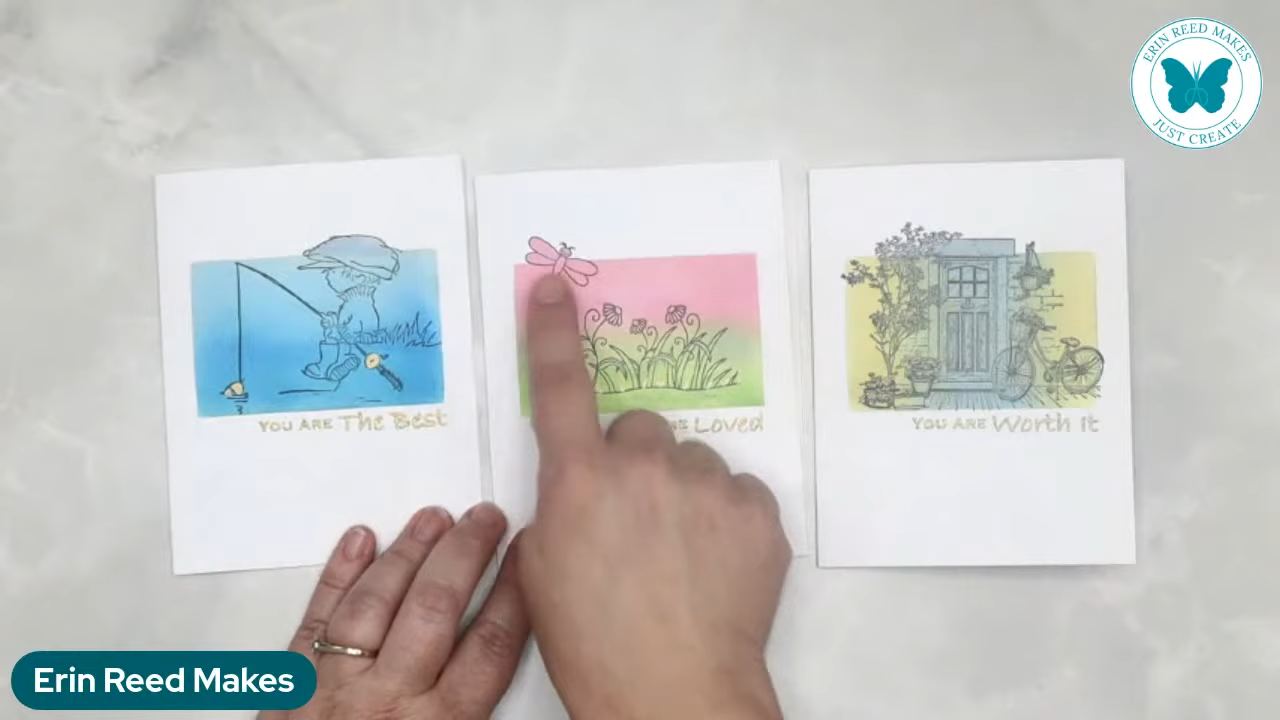 ERIN REED MAKES
JUST CREATE
YOU ARE The Best
Loved
YOU ARE Worth It
Erin Reed Makes